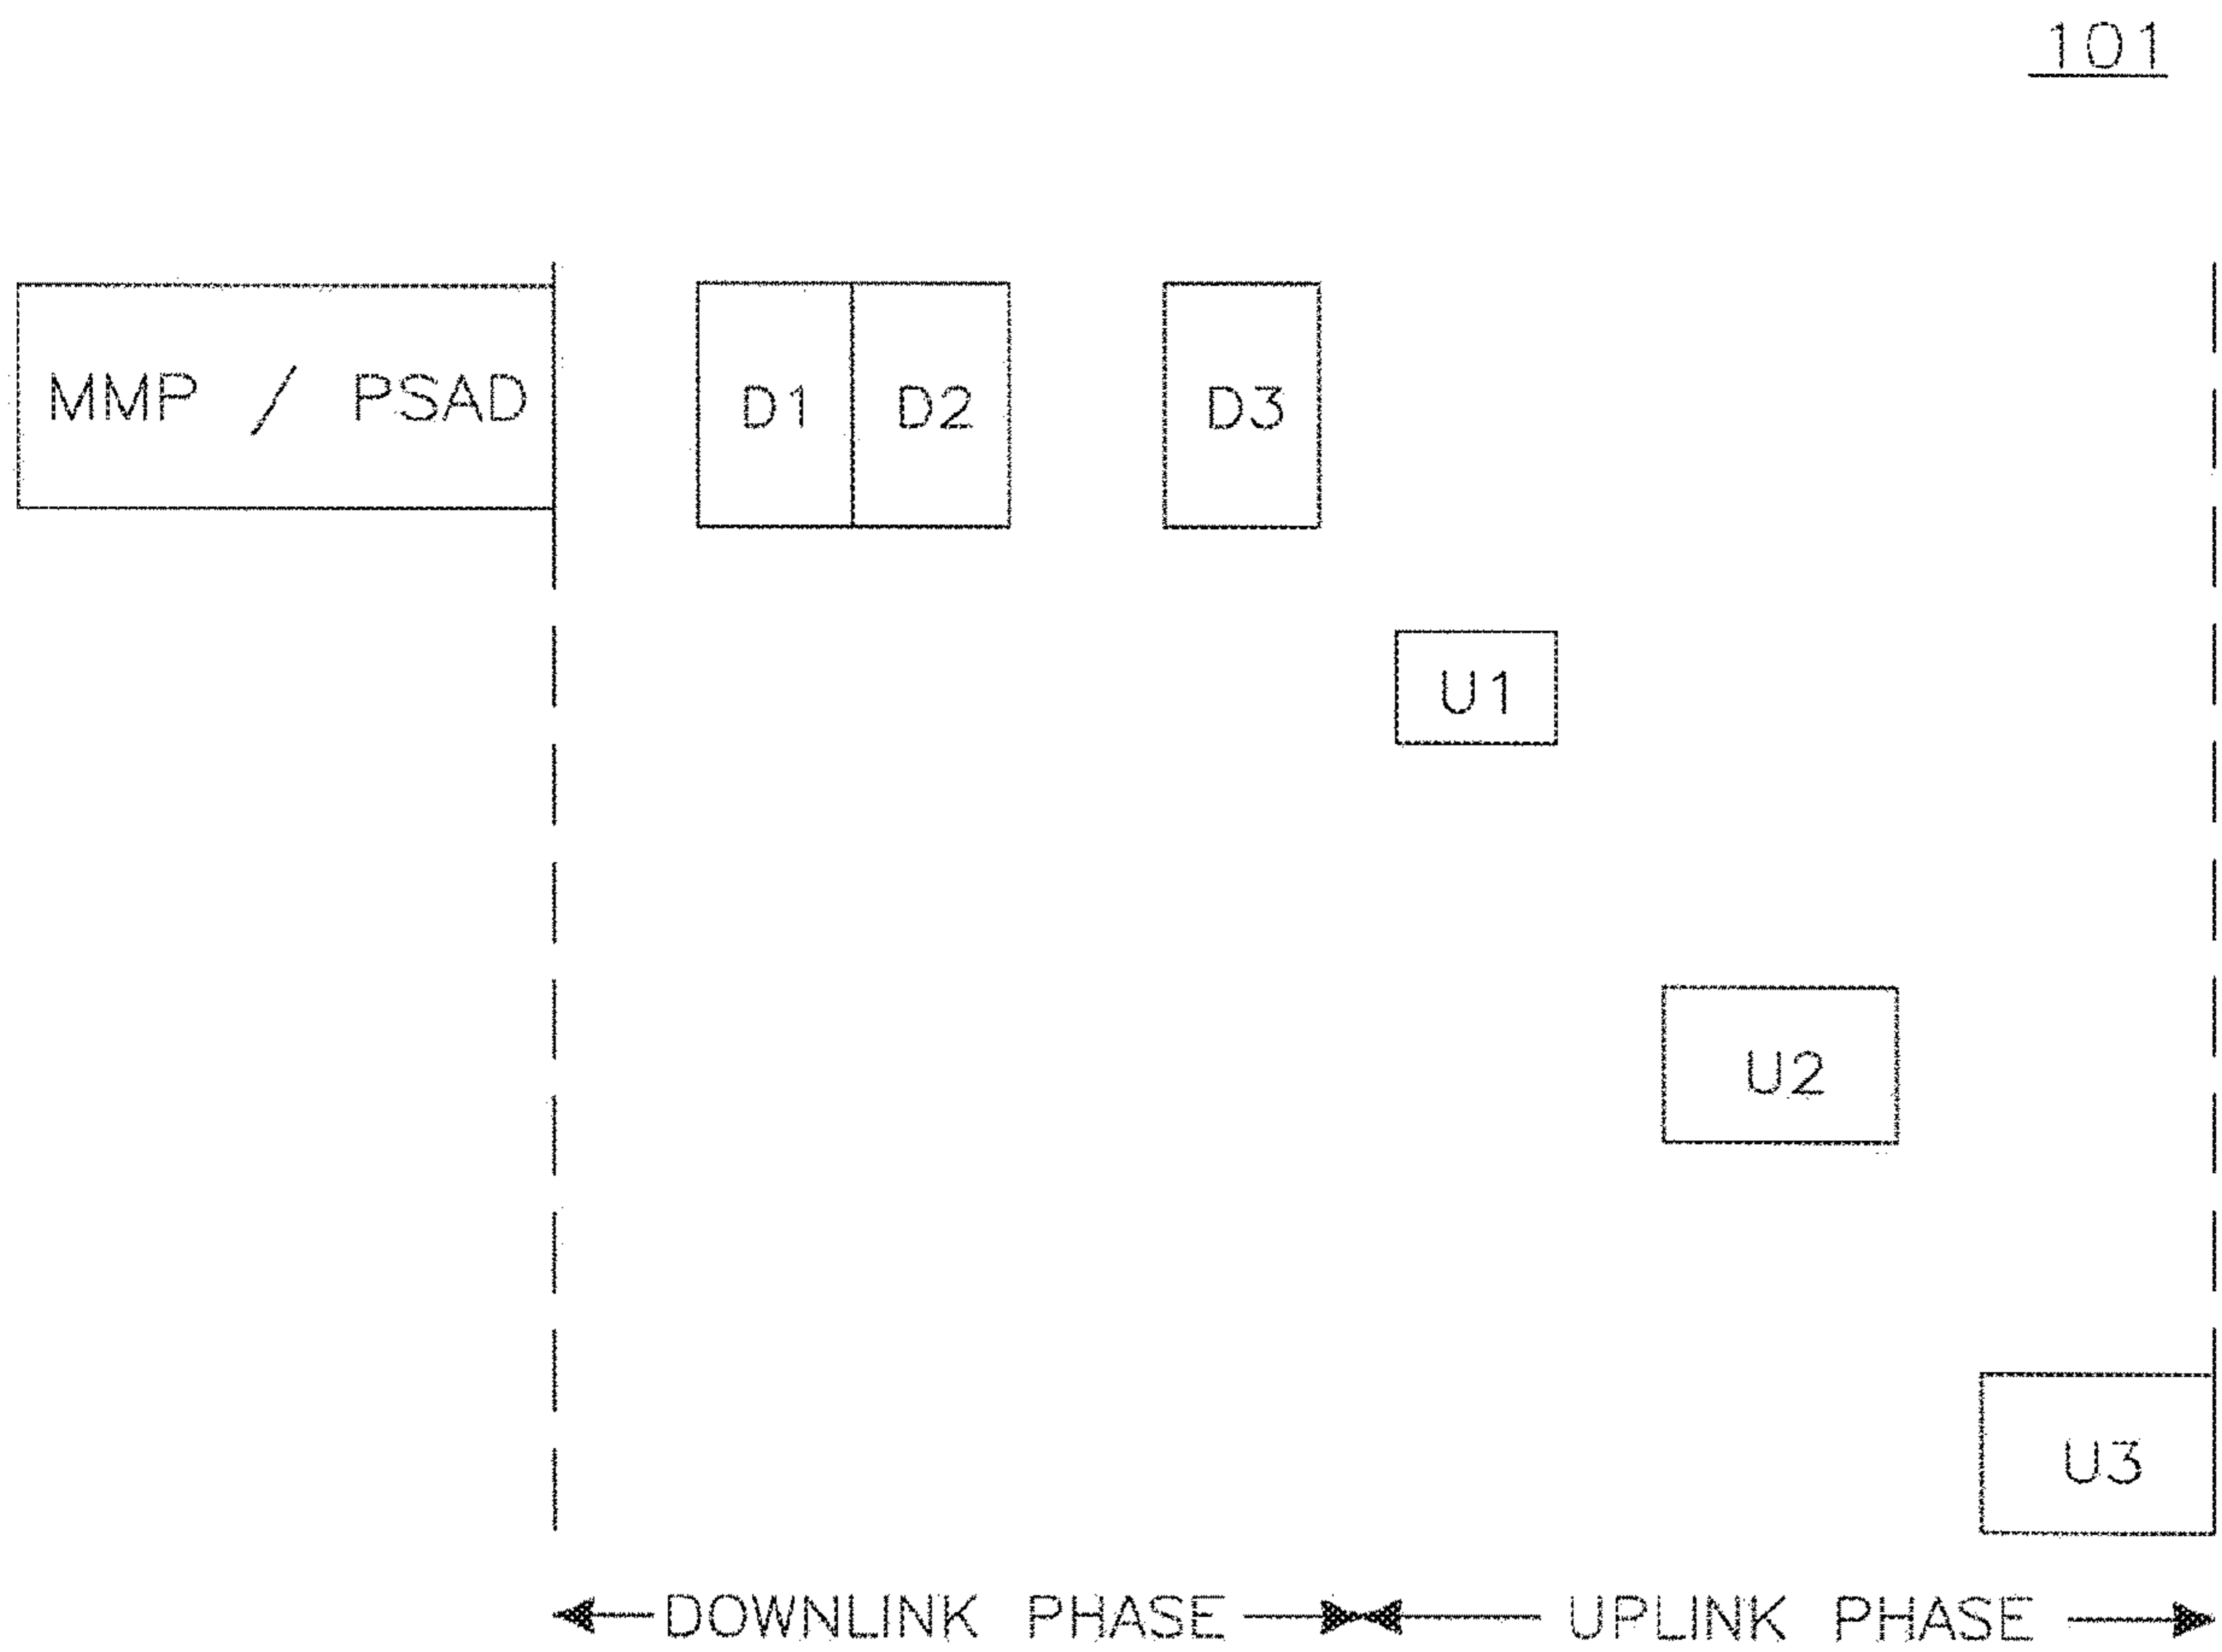 101
MMP / PSAD
D1
D2
D3
U1
U2
U3
DOWNLINK PHASE
UPLINK PHASE